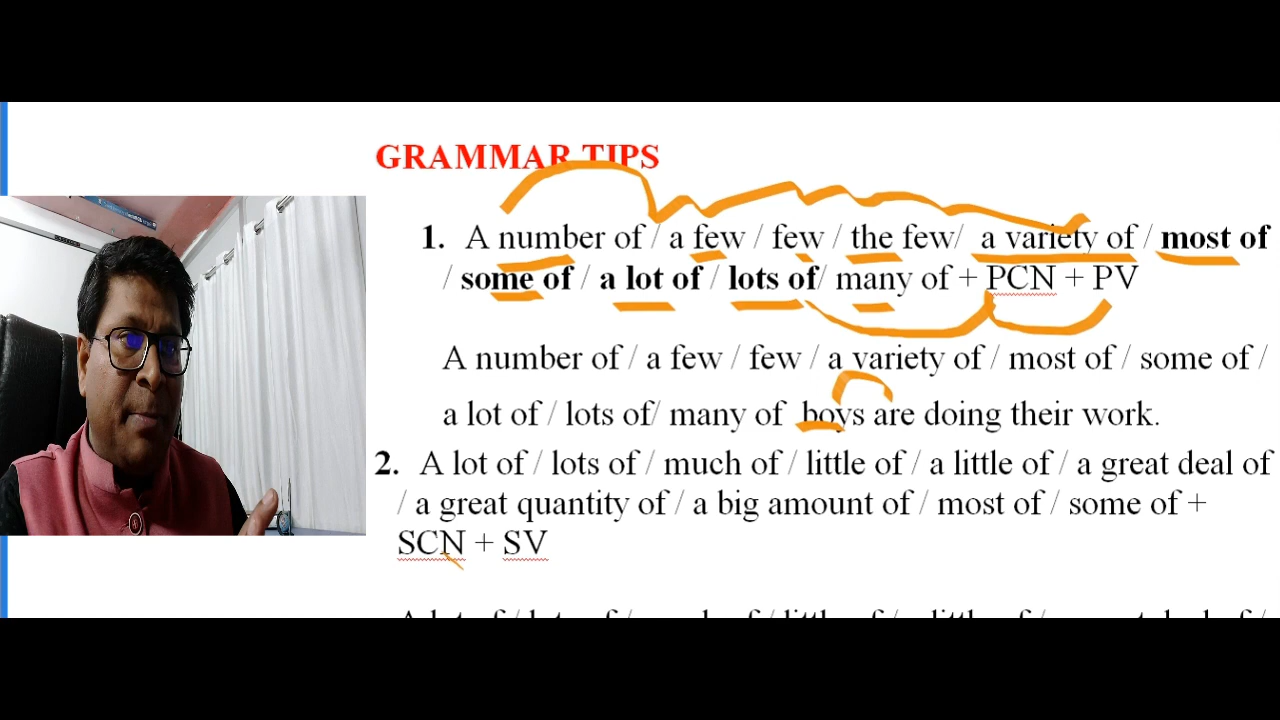 GRAMMAR TIPS
1. A number of / a few / few / the few/ a variety of / most of
/ some of / a lot of / lots of/ many of + PCN + PV
A number of / a few / few / a variety of / most of / some of /
a lot of / lots of/ many of boys are doing their work.
2. A lot of / lots of / much of / little of / a little of / a great deal of
/ a great quantity of / a big amount of / most of / some of +
SCN + SV